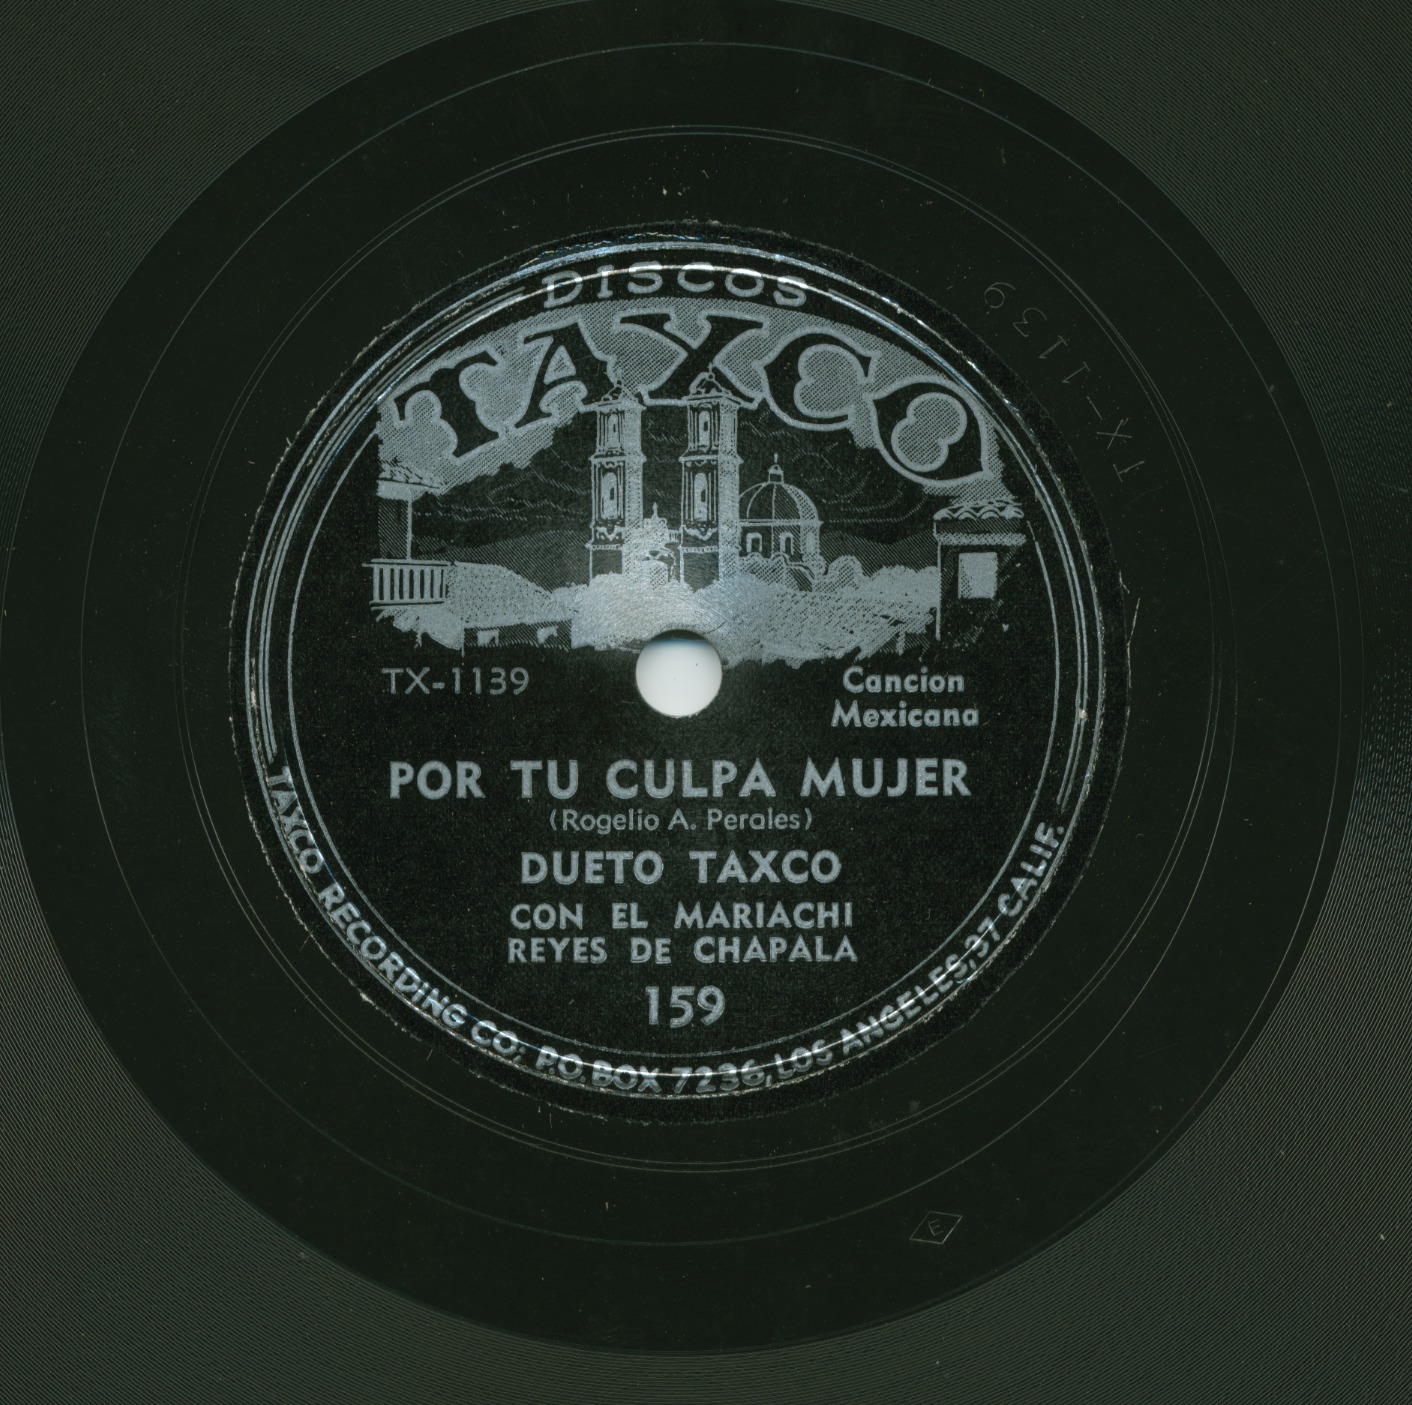 DISCOS
TAXCO
TX-1139
Cancion
Mexicana
POR TU CULPA MUJER
(Rogelio A. Perales)
DUETO TAXCO
CON EL MARIACHI
REYES DE CHAPALA
159
TAXCO RECORDING CO; P.O. BOX 7236, LOS ANGELES, 37 CALIF.
TX-1139
E